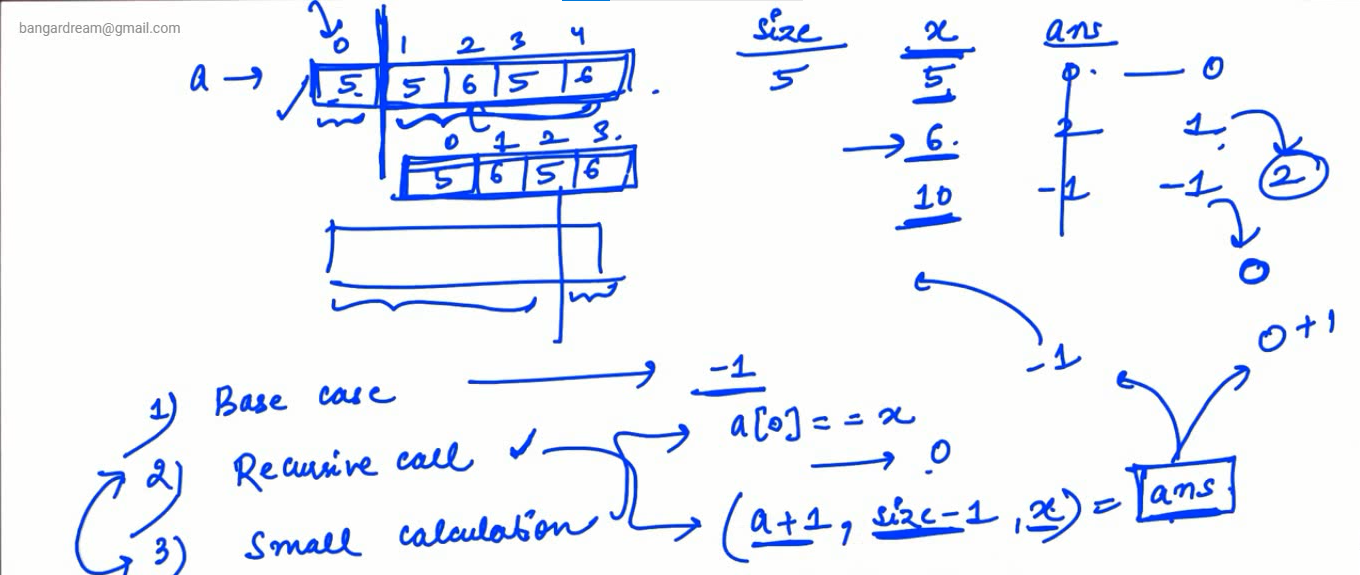 bangardream@gmail.com
0 1 2 3 4
a → 5 5 6 5 6 .
0 1 2 3.
5 6 5 6
size x ans
5 5 0. — 0
→ 6. 2 1. 2
10 -1 -1
0
-1 0+1
1) Base case → -1
2) Recursive call ✓ a[0] == x
→ 0
3) Small calculation (a+1, size-1, x) = ans